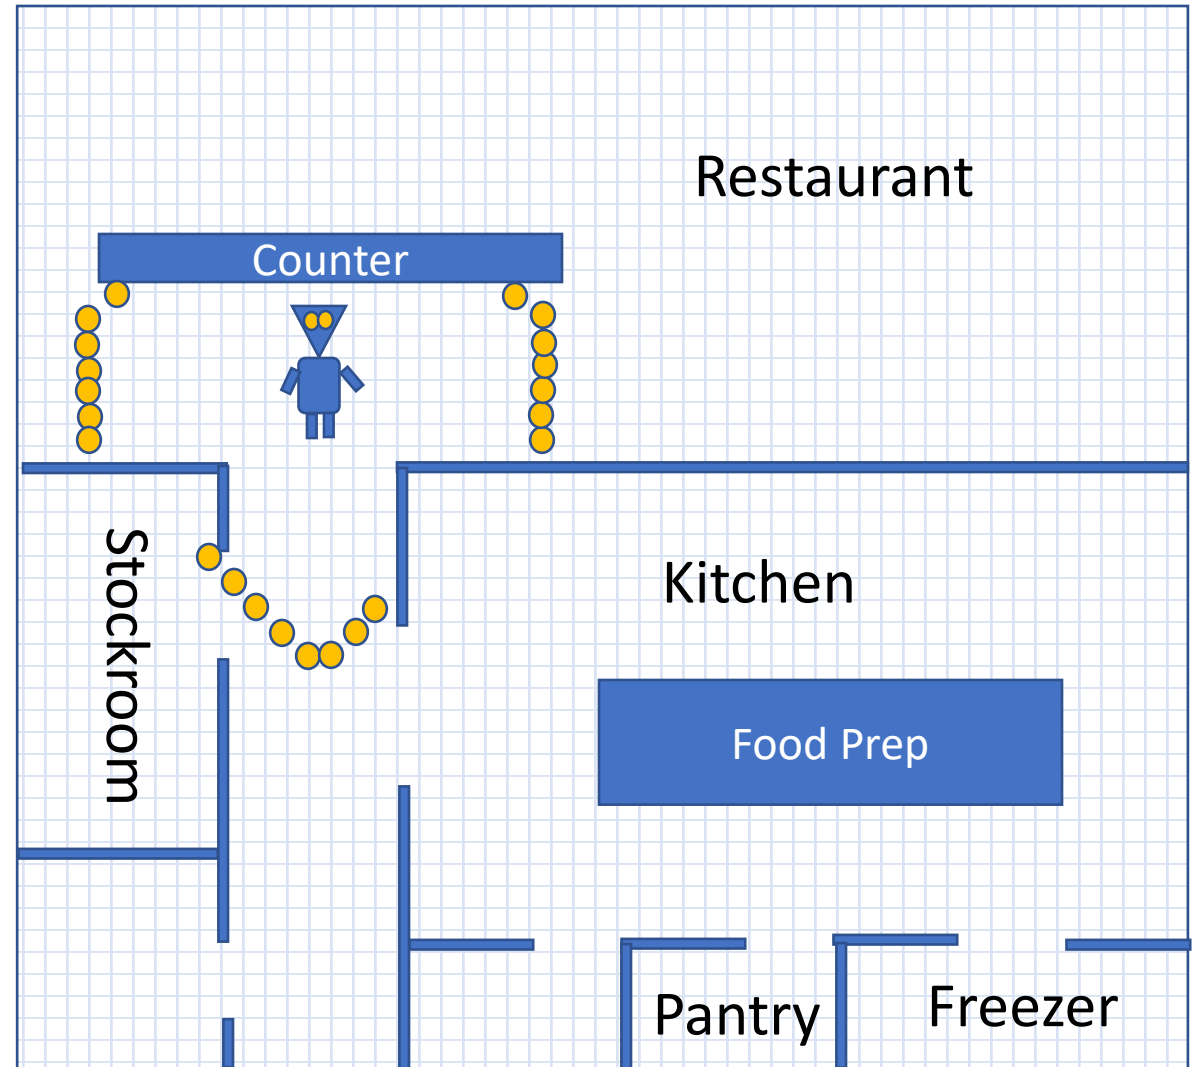 Restaurant
Counter
Stockroom
Kitchen
Food Prep
Pantry
Freezer